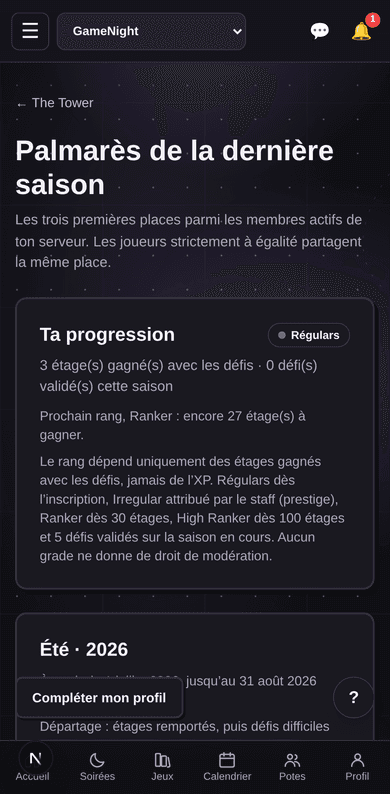 GameNight
1
← The Tower
Palmarès de la dernière
saison
Les trois premières places parmi les membres actifs de
ton serveur. Les joueurs strictement à égalité partagent
la même place.
Ta progression
Régulars
3 étage(s) gagné(s) avec les défis · 0 défi(s)
validé(s) cette saison
Prochain rang, Ranker : encore 27 étage(s) à
gagner.
Le rang dépend uniquement des étages gagnés
avec les défis, jamais de l’XP. Régulars dès
l’inscription, Irregular attribué par le staff (prestige),
Ranker dès 30 étages, High Ranker dès 100 étages
et 5 défis validés sur la saison en cours. Aucun
grade ne donne de droit de modération.
Été · 2026
jusqu’au 31 août 2026
Compléter mon profil
?
Départage : étages remportés, puis défis difficiles
N
Accueil
Soirées
Jeux
Calendrier
Potes
Profil